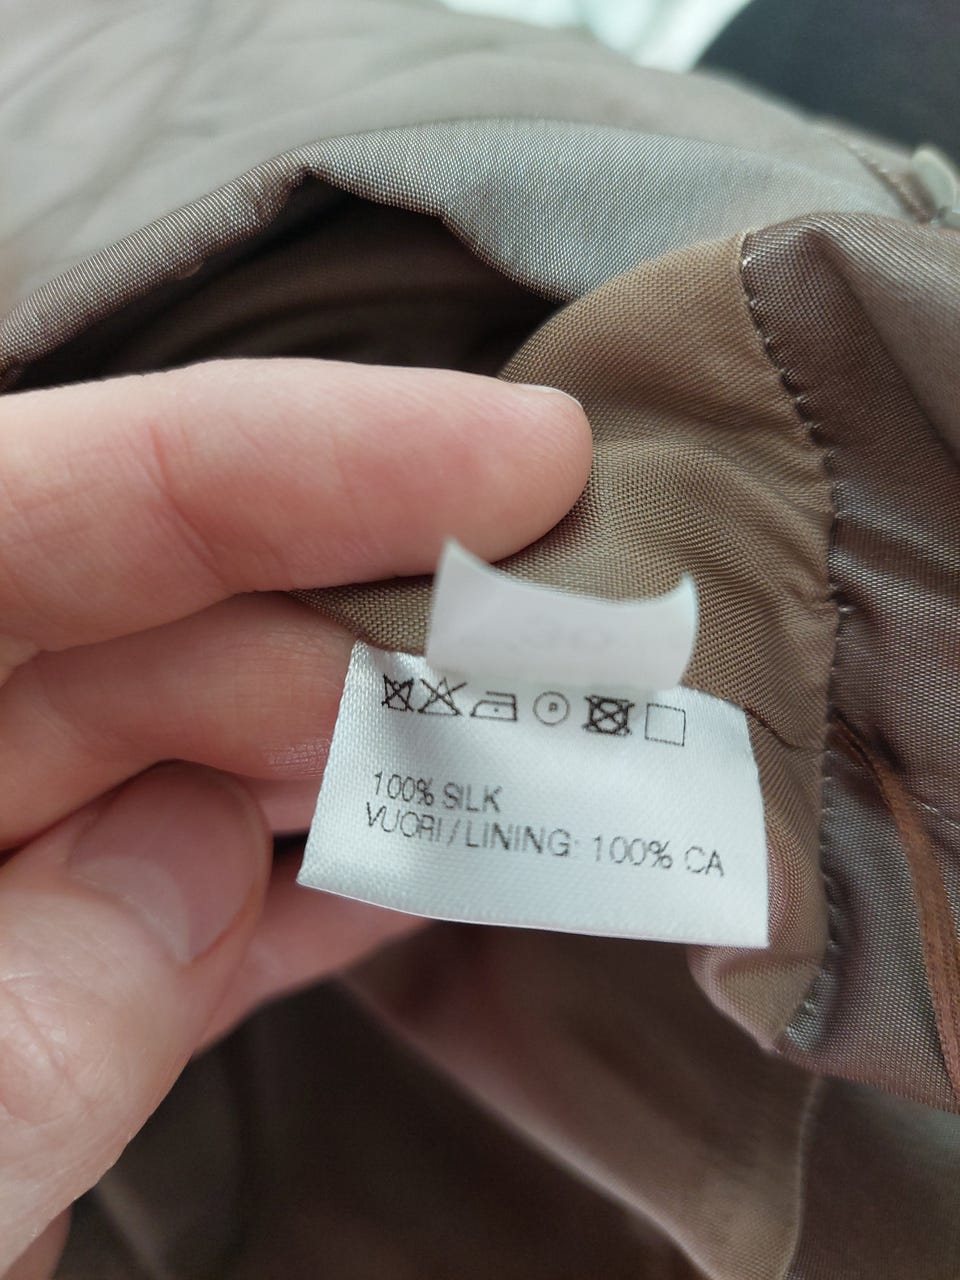 100% SILK
VUORI / LINING: 100% CA